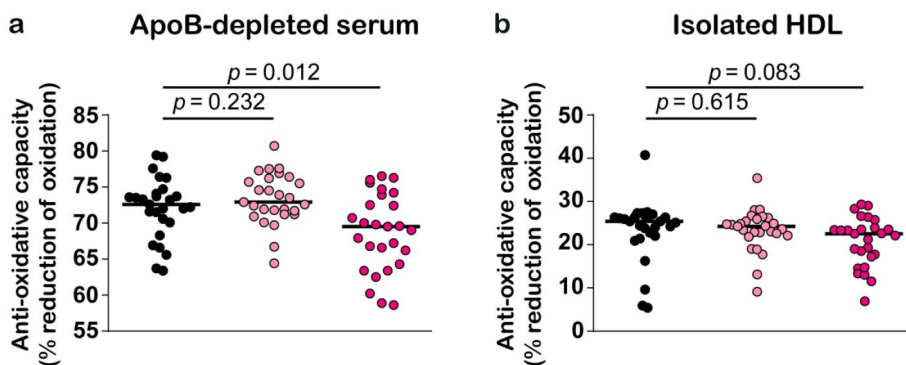 a
ApoB-depleted serum
p = 0.012
p = 0.232
Anti-oxidative capacity
(% reduction of oxidation)
85
80
75
70
65
60
55
b
Isolated HDL
p = 0.083
p = 0.615
Anti-oxidative capacity
(% reduction of oxidation)
50
40
30
20
10
0